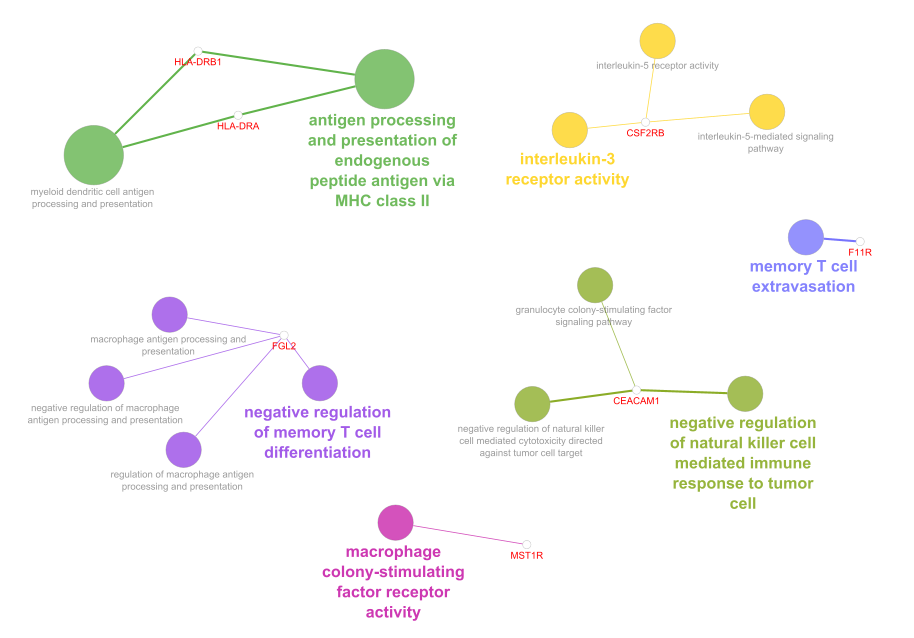 HLA-DRB1
HLA-DRA
antigen processing
and presentation of
endogenous
peptide antigen via
MHC class II
myeloid dendritic cell antigen
processing and presentation
interleukin-5 receptor activity
CSF2RB
interleukin-5-mediated signaling
pathway
interleukin-3
receptor activity
F11R
memory T cell
extravasation
granulocyte colony-stimulating factor
signaling pathway
macrophage antigen processing and
presentation
FGL2
negative regulation of macrophage
antigen processing and presentation
negative regulation
of memory T cell
differentiation
regulation of macrophage antigen
processing and presentation
CEACAM1
negative regulation of natural killer
cell mediated cytotoxicity directed
against tumor cell target
negative regulation
of natural killer cell
mediated immune
response to tumor
cell
macrophage
colony-stimulating
factor receptor
activity
MST1R